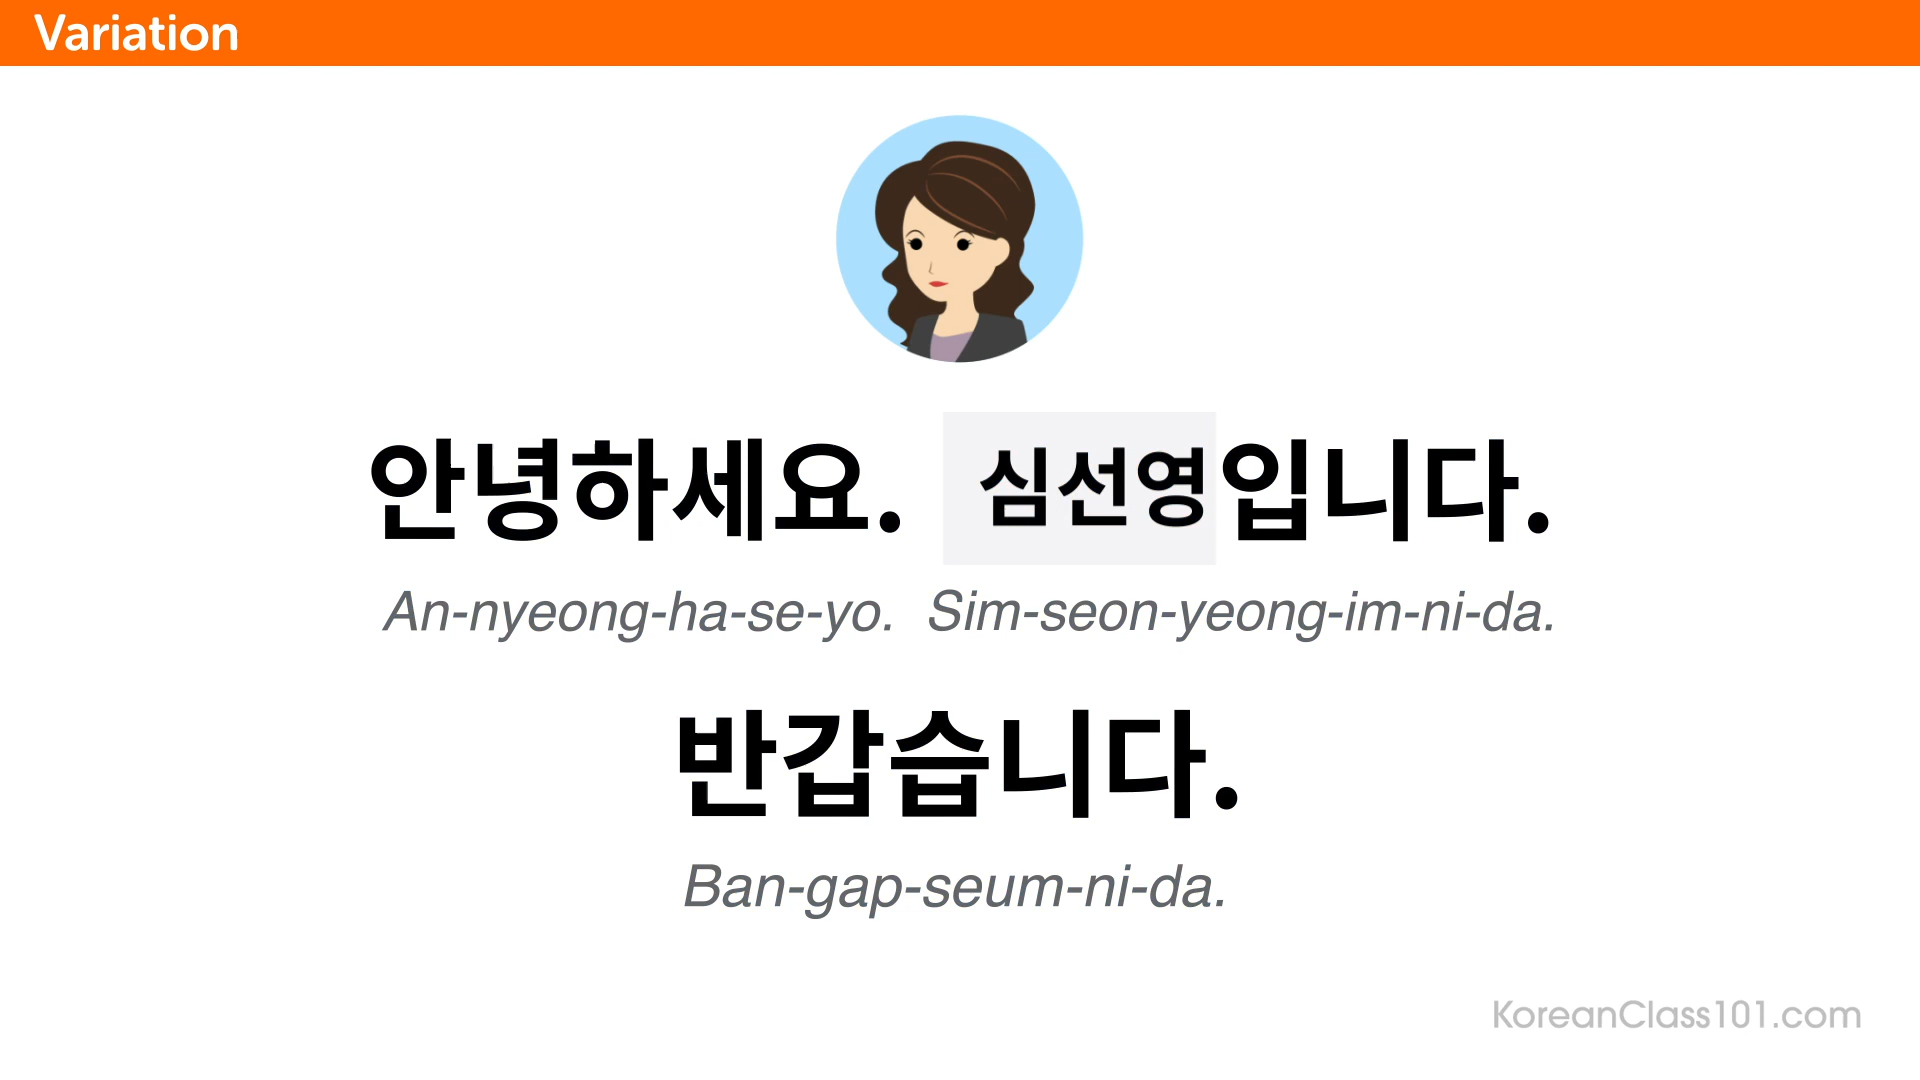 Variation
안녕하세요. 심선영입니다.
An-nyeong-ha-se-yo. Sim-seon-yeong-im-ni-da.
반갑습니다.
Ban-gap-seum-ni-da.
KoreanClass101.com